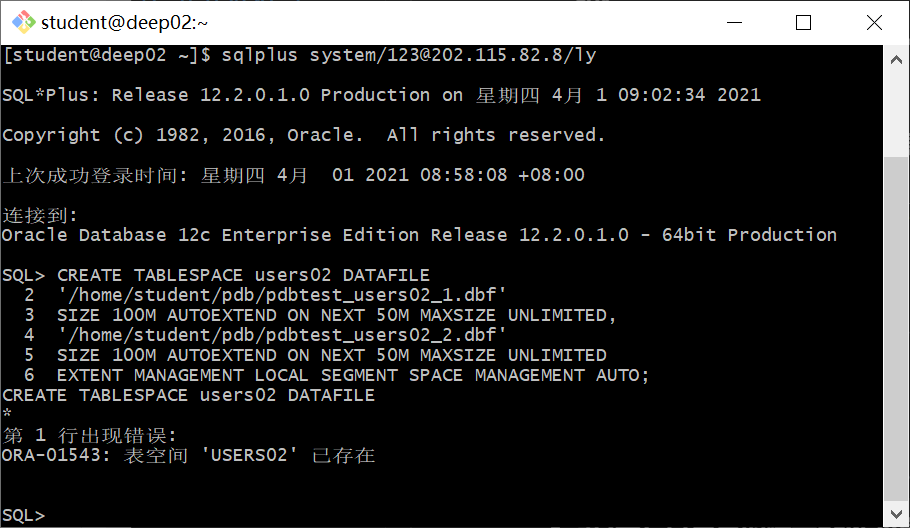 student@deep02:~
[student@deep02 ~]$ sqlplus system/123@202.115.82.8/ly
SQL*Plus: Release 12.2.0.1.0 Production on 星期四 4月 1 09:02:34 2021
Copyright (c) 1982, 2016, Oracle.  All rights reserved.
上次成功登录时间: 星期四 4月  01 2021 08:58:08 +08:00
连接到:
Oracle Database 12c Enterprise Edition Release 12.2.0.1.0 - 64bit Production
SQL> CREATE TABLESPACE users02 DATAFILE
  2  '/home/student/pdb/pdbtest_users02_1.dbf'
  3  SIZE 100M AUTOEXTEND ON NEXT 50M MAXSIZE UNLIMITED,
  4  '/home/student/pdb/pdbtest_users02_2.dbf'
  5  SIZE 100M AUTOEXTEND ON NEXT 50M MAXSIZE UNLIMITED
  6  EXTENT MANAGEMENT LOCAL SEGMENT SPACE MANAGEMENT AUTO;
CREATE TABLESPACE users02 DATAFILE
*
第 1 行出现错误:
ORA-01543: 表空间 'USERS02' 已存在
SQL>